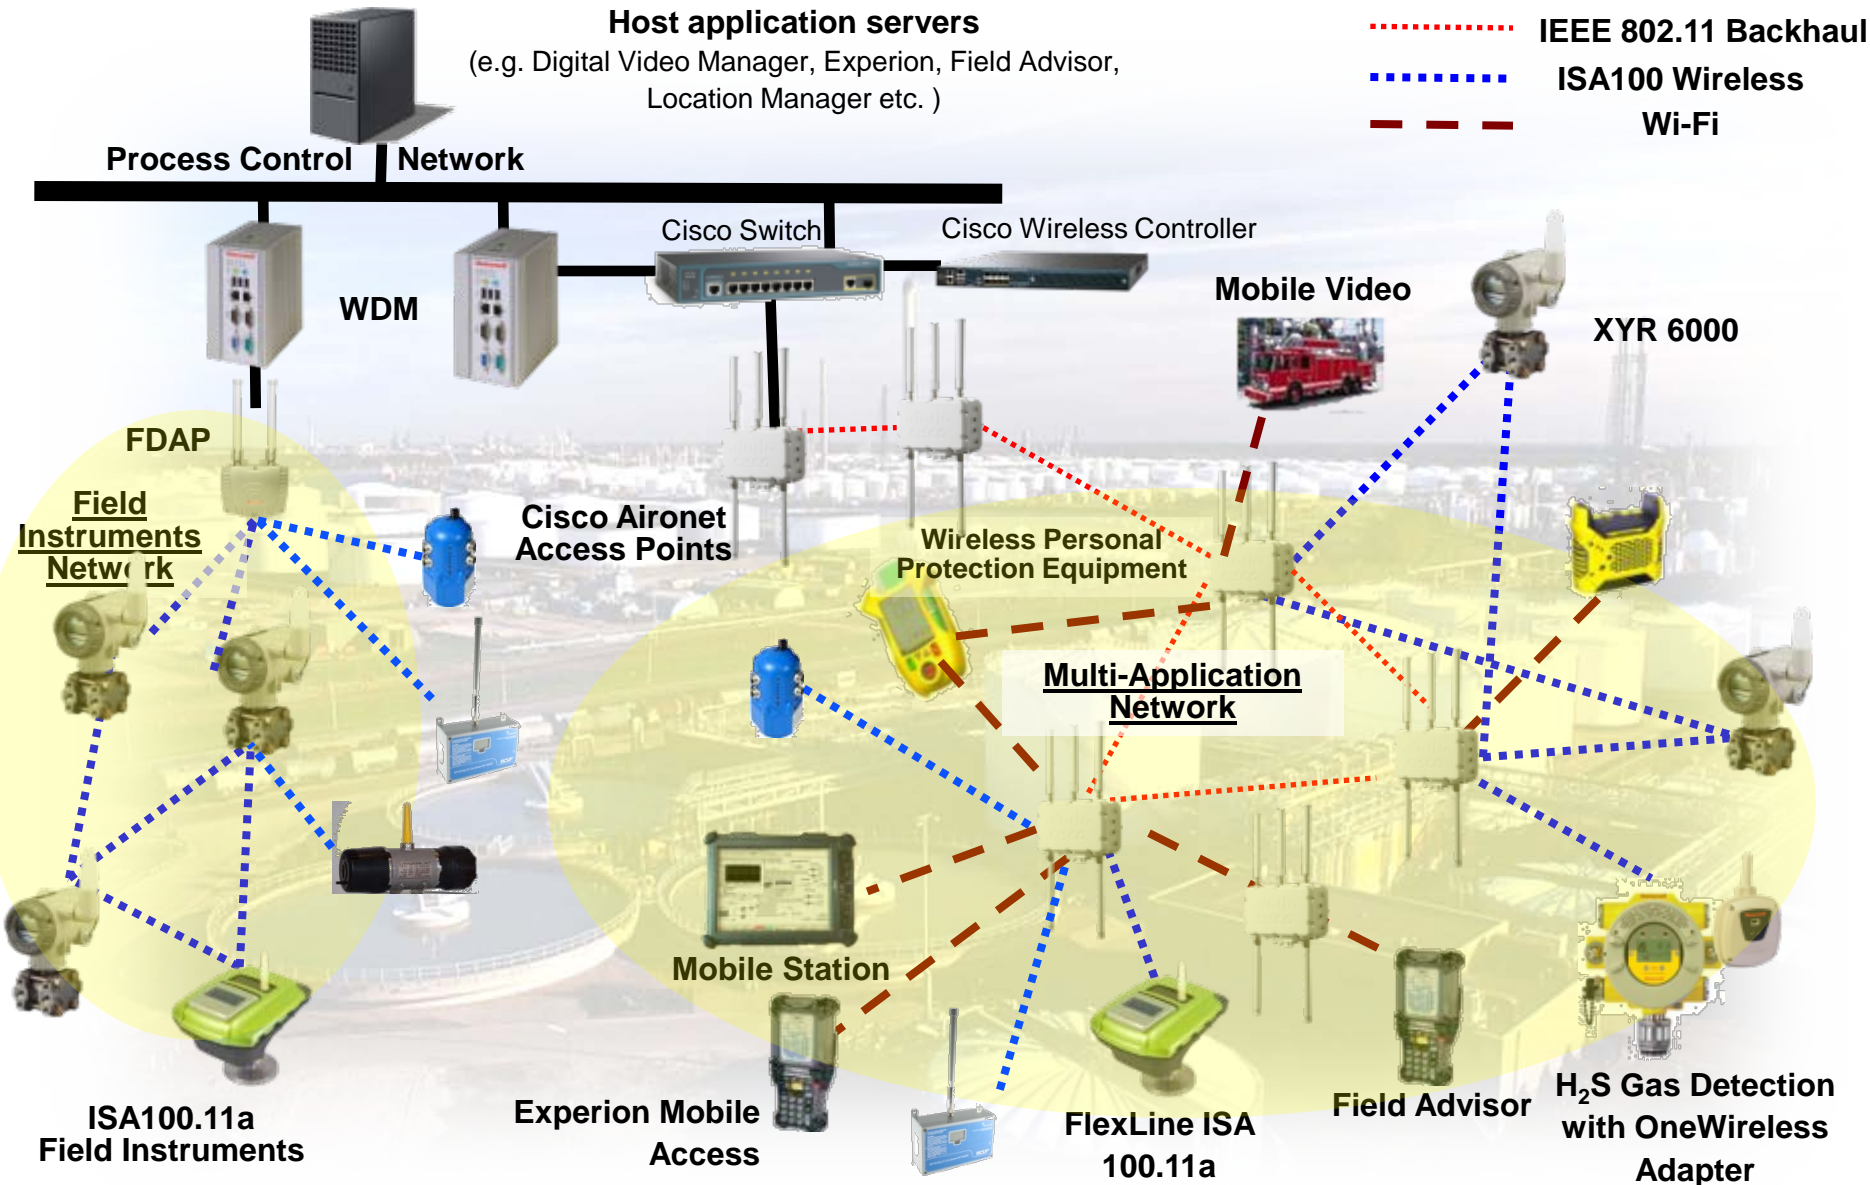 Host application servers
(e.g. Digital Video Manager, Experion, Field Advisor,
Location Manager etc. )
IEEE 802.11 Backhaul
ISA100 Wireless
Wi-Fi
Process Control Network
Cisco Switch
Cisco Wireless Controller
WDM
Mobile Video
XYR 6000
FDAP
Field
Instruments
Network
Cisco Aironet
Access Points
Wireless Personal
Protection Equipment
Multi-Application
Network
Mobile Station
ISA100.11a
Field Instruments
Experion Mobile
Access
FlexLine ISA
100.11a
Field Advisor
H₂S Gas Detection
with OneWireless
Adapter